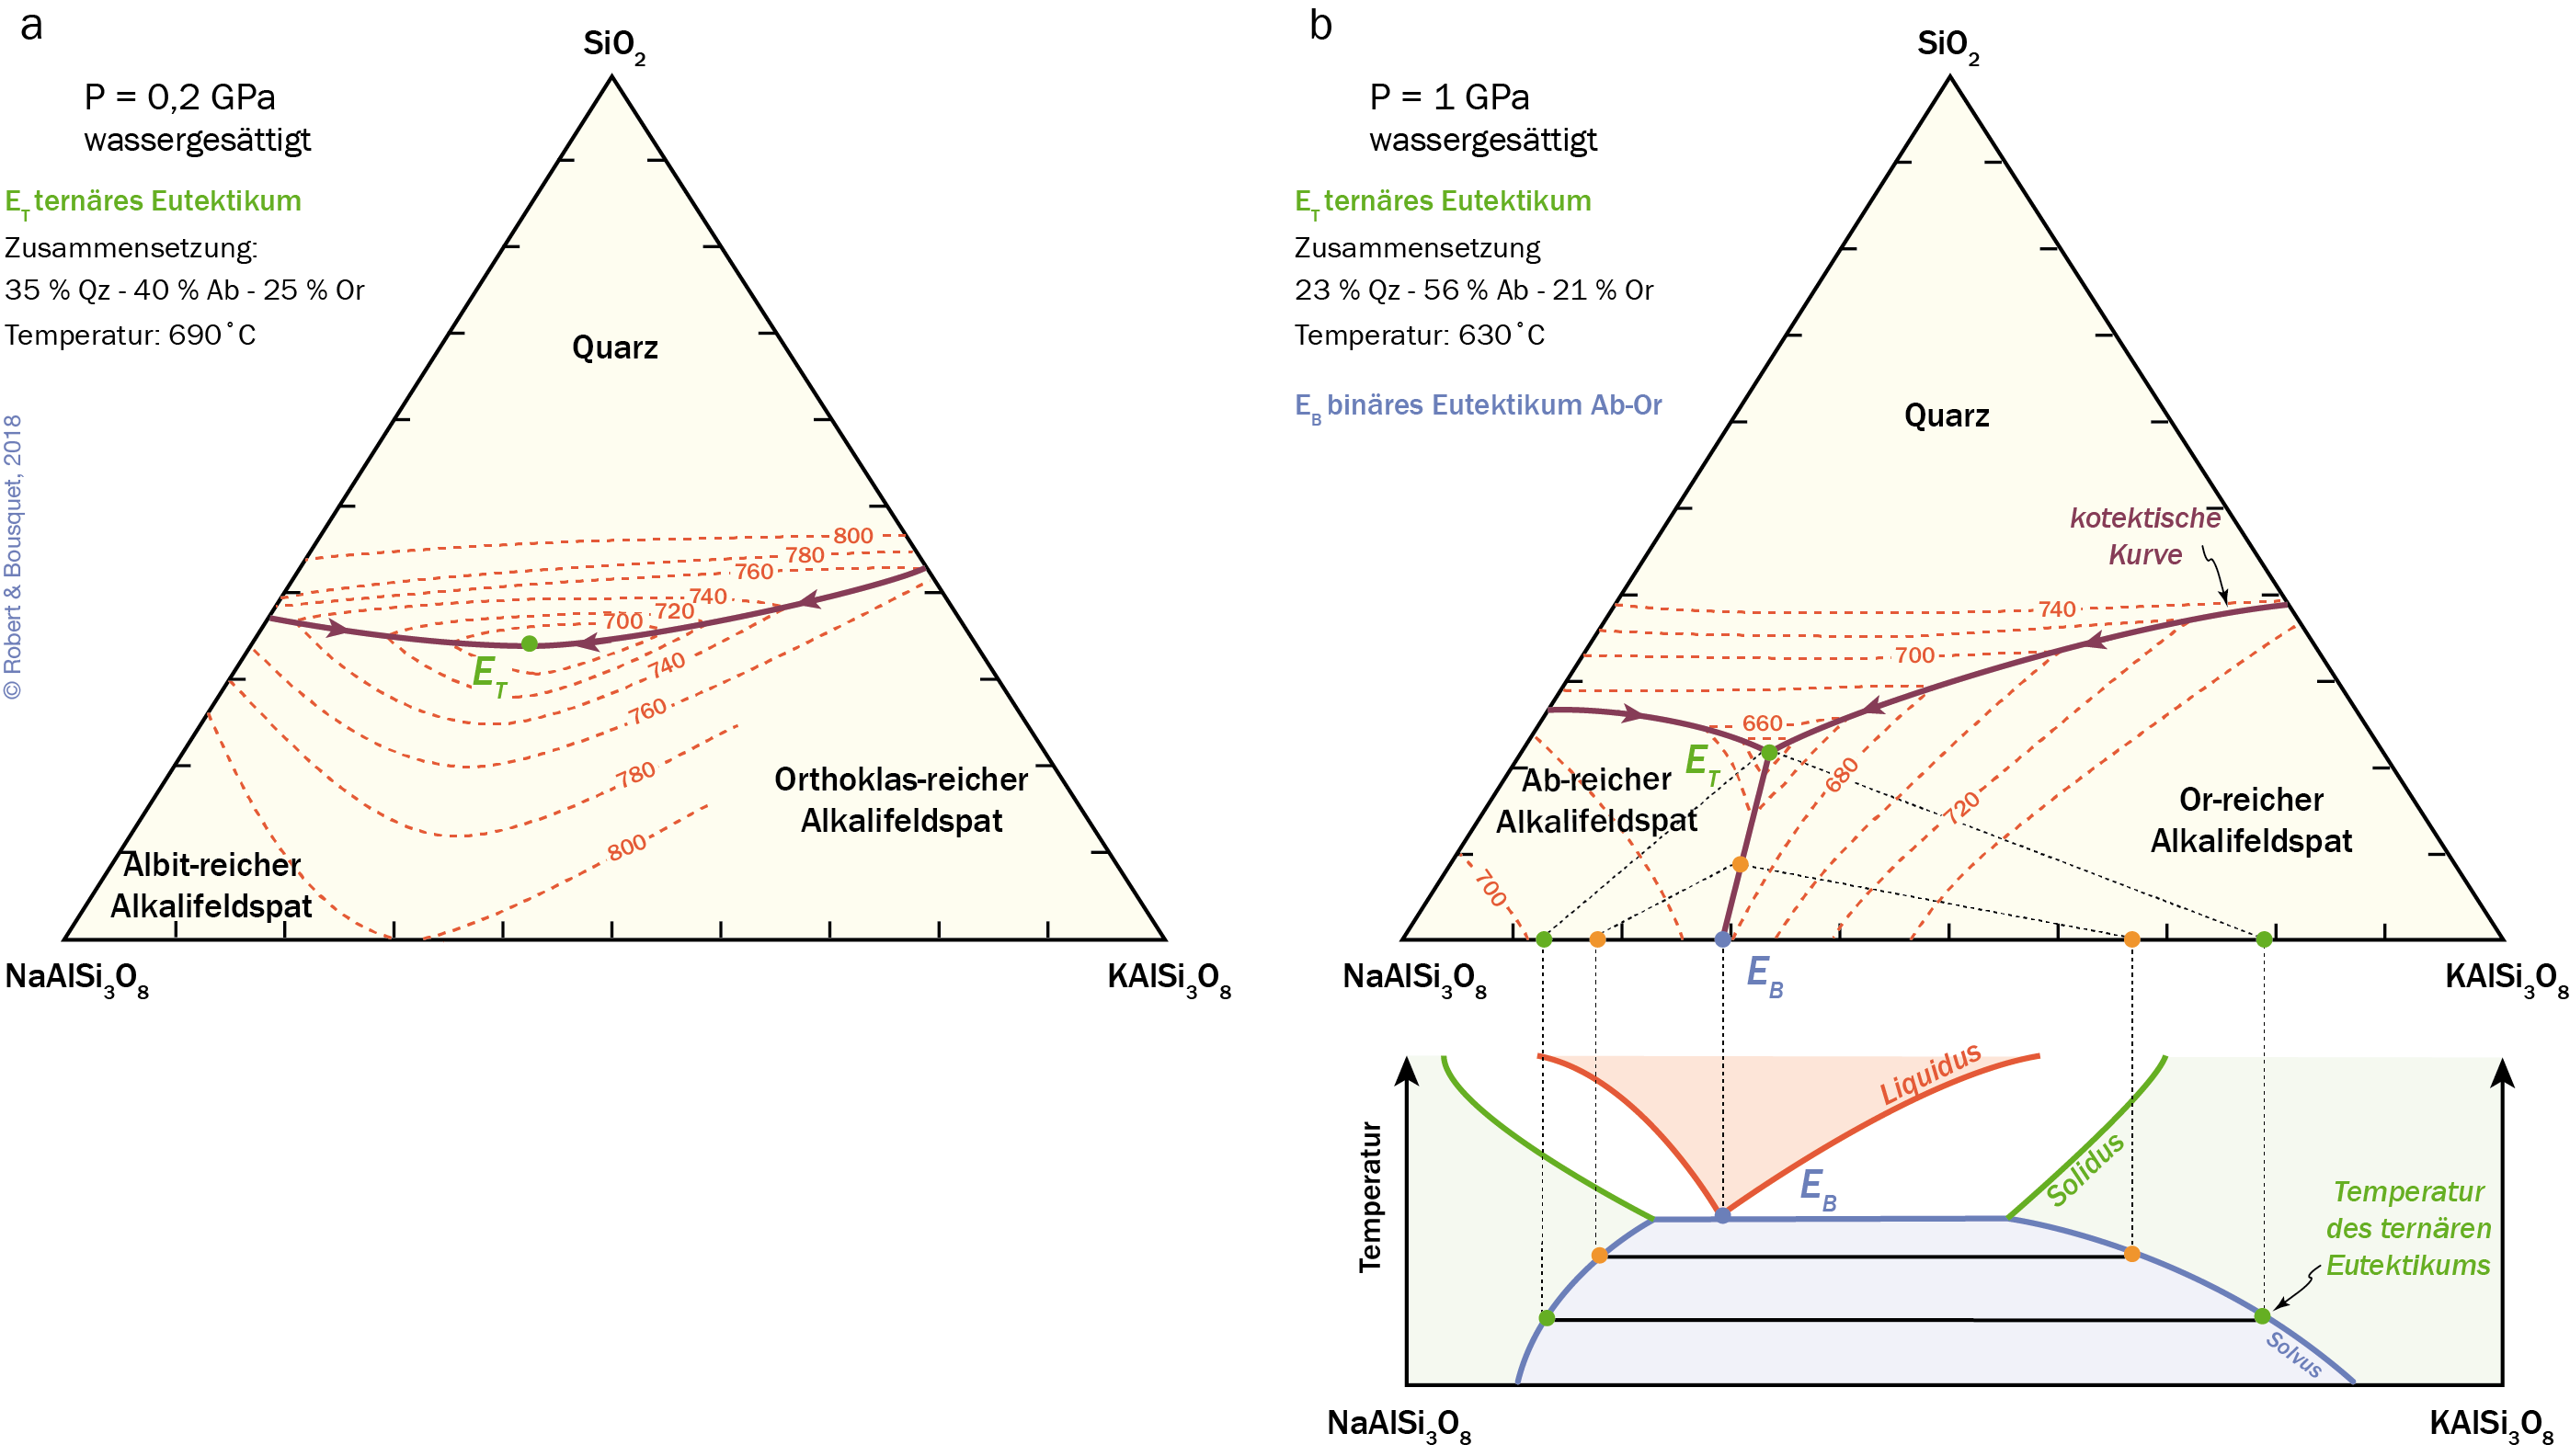 a
SiO2
P = 0,2 GPa
wassergesättigt
ET ternäres Eutektikum
Zusammensetzung:
35 % Qz - 40 % Ab - 25 % Or
Temperatur: 690˚C
© Robert & Bousquet, 2018
Quarz
800
780
760
740
720
700
ET
740
760
780
800
Orthoklas-reicher
Alkalifeldspat
Albit-reicher
Alkalifeldspat
NaAlSi3O8
KAlSi3O8
b
SiO2
P = 1 GPa
wassergesättigt
ET ternäres Eutektikum
Zusammensetzung
23 % Qz - 56 % Ab - 21 % Or
Temperatur: 630˚C
EB binäres Eutektikum Ab-Or
Quarz
kotektische
Kurve
740
700
660
ET
680
720
700
Ab-reicher
Alkalifeldspat
Or-reicher
Alkalifeldspat
NaAlSi3O8
EB
KAlSi3O8
Temperatur
Liquidus
EB
Solidus
Temperatur
des ternären
Eutektikums
Solvus
NaAlSi3O8
KAlSi3O8